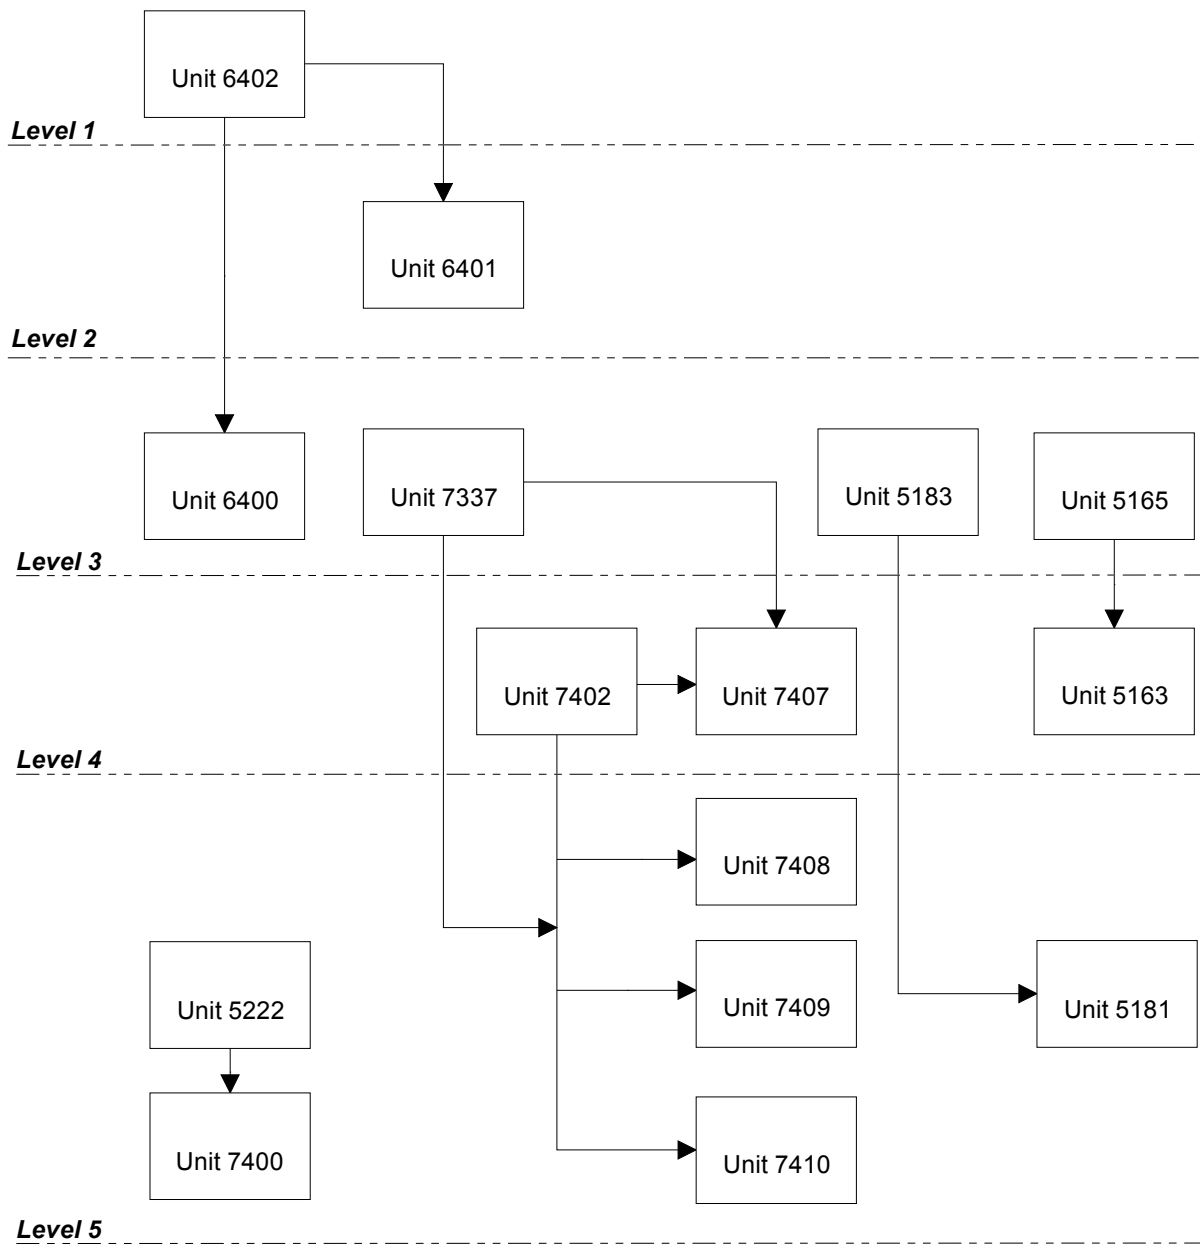 Unit 6402
Level 1
Unit 6401
Level 2
Unit 6400
Unit 7337
Unit 5183
Unit 5165
Level 3
Unit 7402
Unit 7407
Unit 5163
Level 4
Unit 7408
Unit 5222
Unit 7409
Unit 5181
Unit 7400
Unit 7410
Level 5